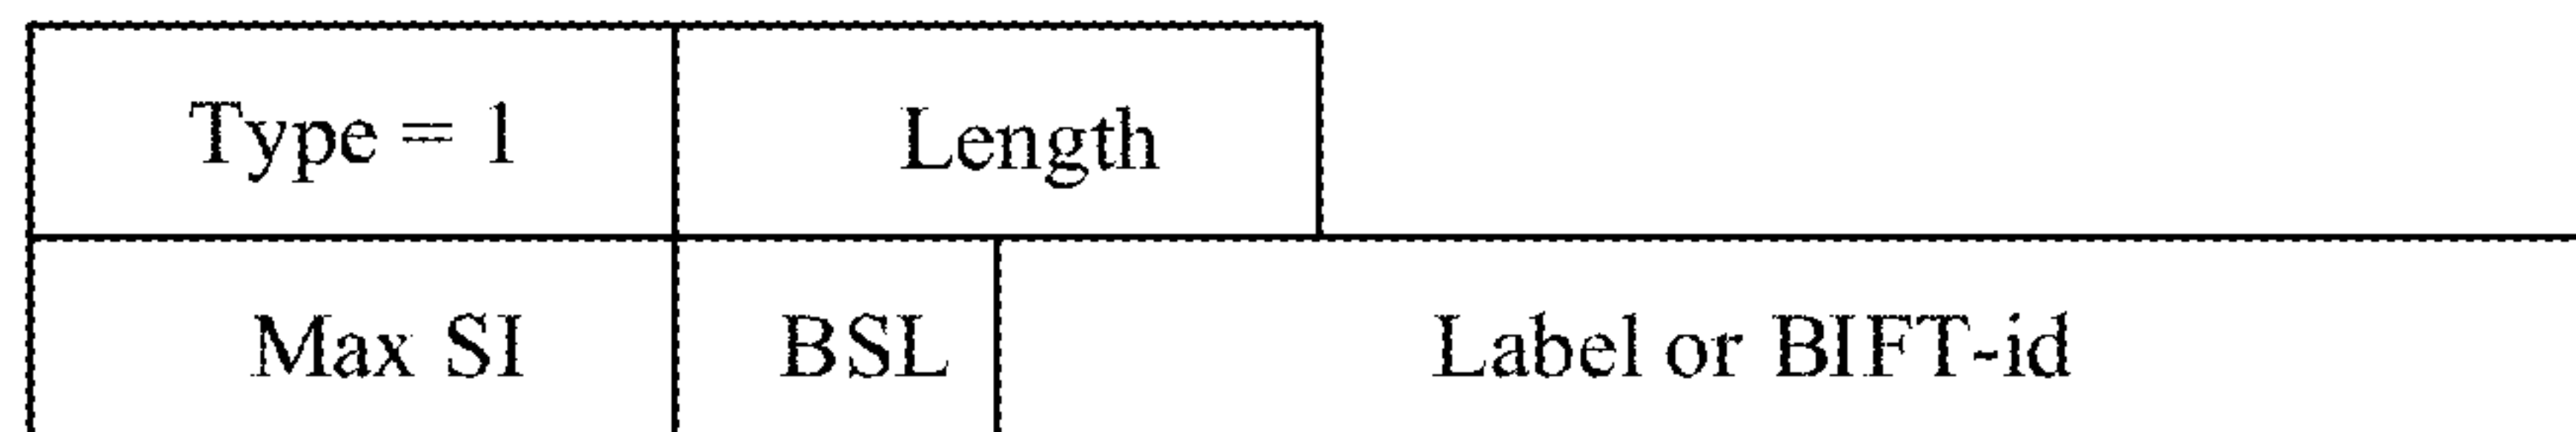 Type = 1 Length
Max SI BSL Label or BIFT-id